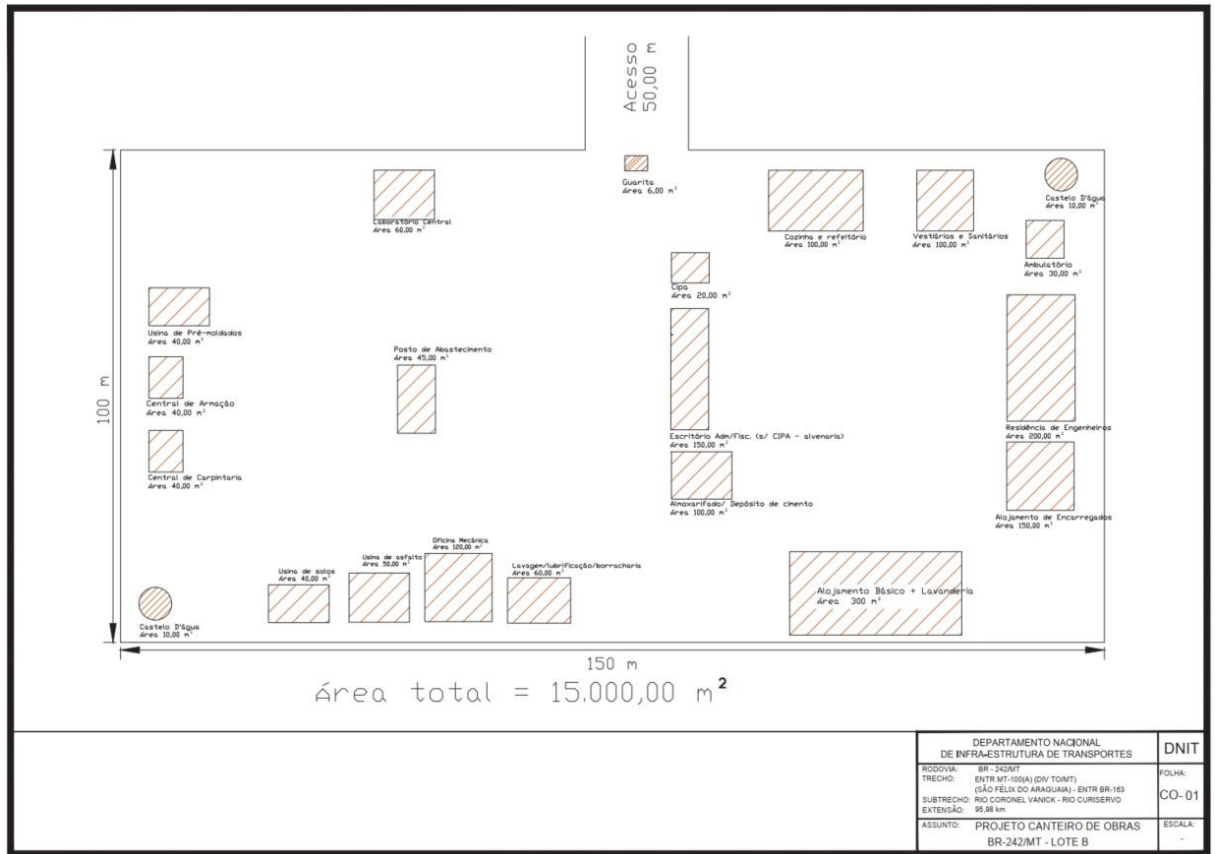 Acesso
50,00 m
Guarita
Área 6,00 m²
Castelo D'água
Área 10,00 m²
Laboratório Central
Área 60,00 m²
Cozinha e refeitório
Área 100,00 m²
Vestiários e Sanitários
Área 100,00 m²
Ambulatório
Área 30,00 m²
Cipa
Área 20,00 m²
Usina de Pré-moldados
Área 40,00 m²
Posto de Abastecimento
Área 45,00 m²
100 m
Central de Armação
Área 40,00 m²
Escritório Adm/Fisc. (s/ CIPA - alvenaria)
Área 150,00 m²
Residência de Engenheiros
Área 200,00 m²
Central de Carpintaria
Área 40,00 m²
Almoxarifado/ Depósito de cimento
Área 100,00 m²
Alojamento de Encarregados
Área 150,00 m²
Usina de solos
Área 40,00 m²
Usina de asfalto
Área 50,00 m²
Oficina Mecânica
Área 120,00 m²
Lavagem/lubrificação/borracharia
Área 60,00 m²
Alojamento Básico + Lavanderia
Área 300 m²
Castelo D'água
Área 10,00 m²
150 m
Área total = 15.000,00 m²
DEPARTAMENTO NACIONAL
DE INFRA-ESTRUTURA DE TRANSPORTES
DNIT
RODOVIA: BR - 242/MT
TRECHO: ENTR MT-100(A) (DIV TO/MT)
(SÃO FÉLIX DO ARAGUAIA) - ENTR BR-163
SUBTRECHO: RIO CORONEL VANICK - RIO CURISERVO
EXTENSÃO: 95,98 km
FOLHA:
CO- 01
ASSUNTO: PROJETO CANTEIRO DE OBRAS
BR-242/MT - LOTE B
ESCALA:
-